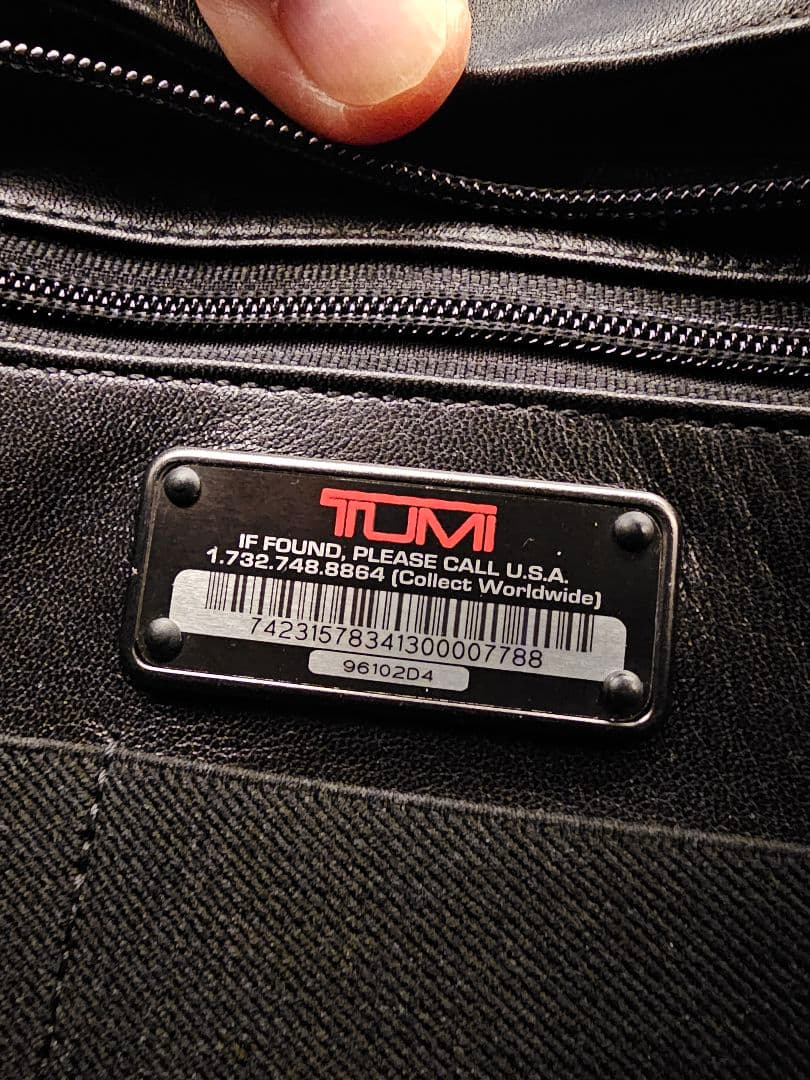 TUMI
IF FOUND, PLEASE CALL U.S.A.
1.732.748.8864 (Collect Worldwide)
74231578341300007788
96102D4